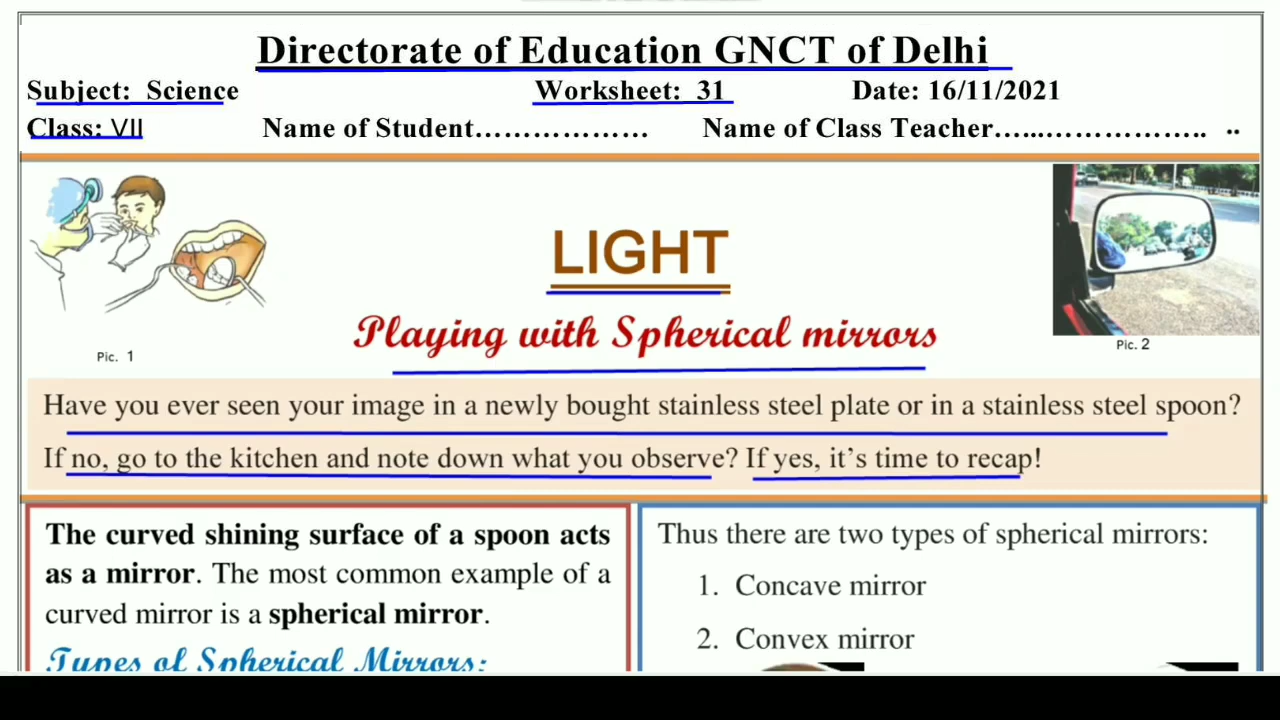 Directorate of Education GNCT of Delhi
Subject: Science Worksheet: 31 Date: 16/11/2021
Class: VII Name of Student……………… Name of Class Teacher…...…………….. ..
LIGHT
Playing with Spherical mirrors
Pic. 1
Pic. 2
Have you ever seen your image in a newly bought stainless steel plate or in a stainless steel spoon?
If no, go to the kitchen and note down what you observe? If yes, it’s time to recap!
The curved shining surface of a spoon acts
as a mirror. The most common example of a
curved mirror is a spherical mirror.
Types of Spherical Mirrors:
Thus there are two types of spherical mirrors:
1. Concave mirror
2. Convex mirror